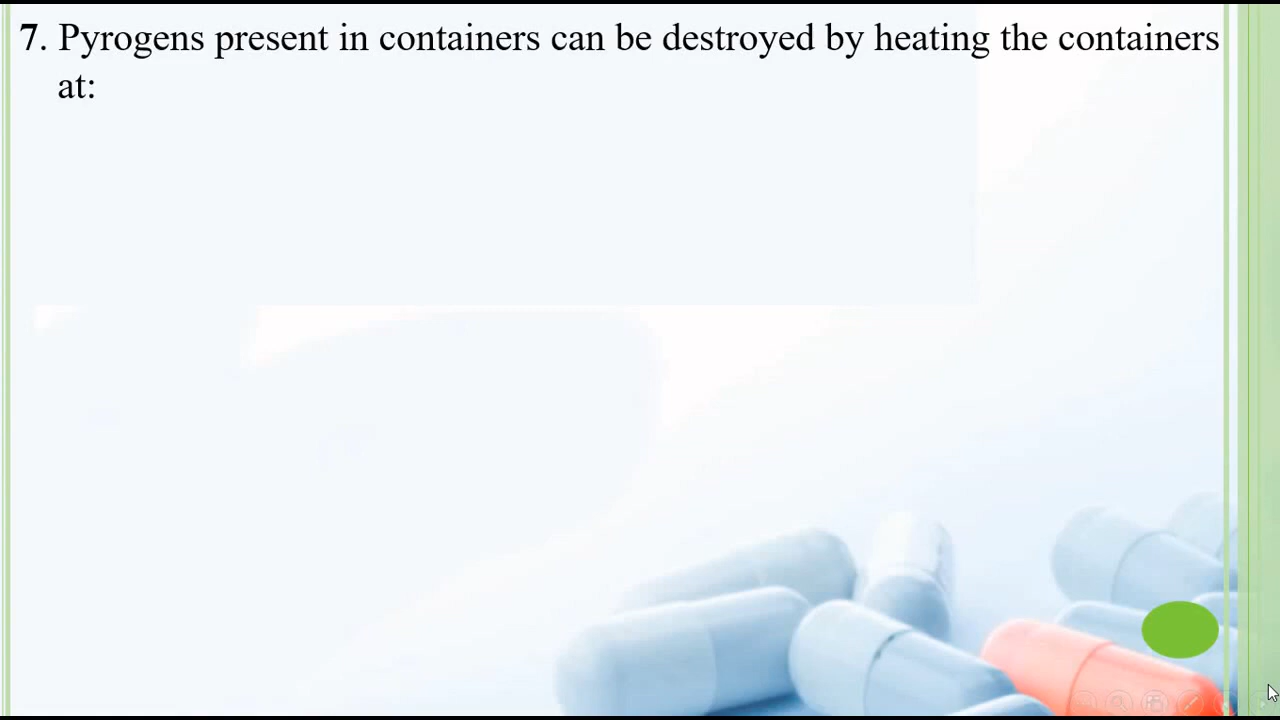 7. Pyrogens present in containers can be destroyed by heating the containers
at: